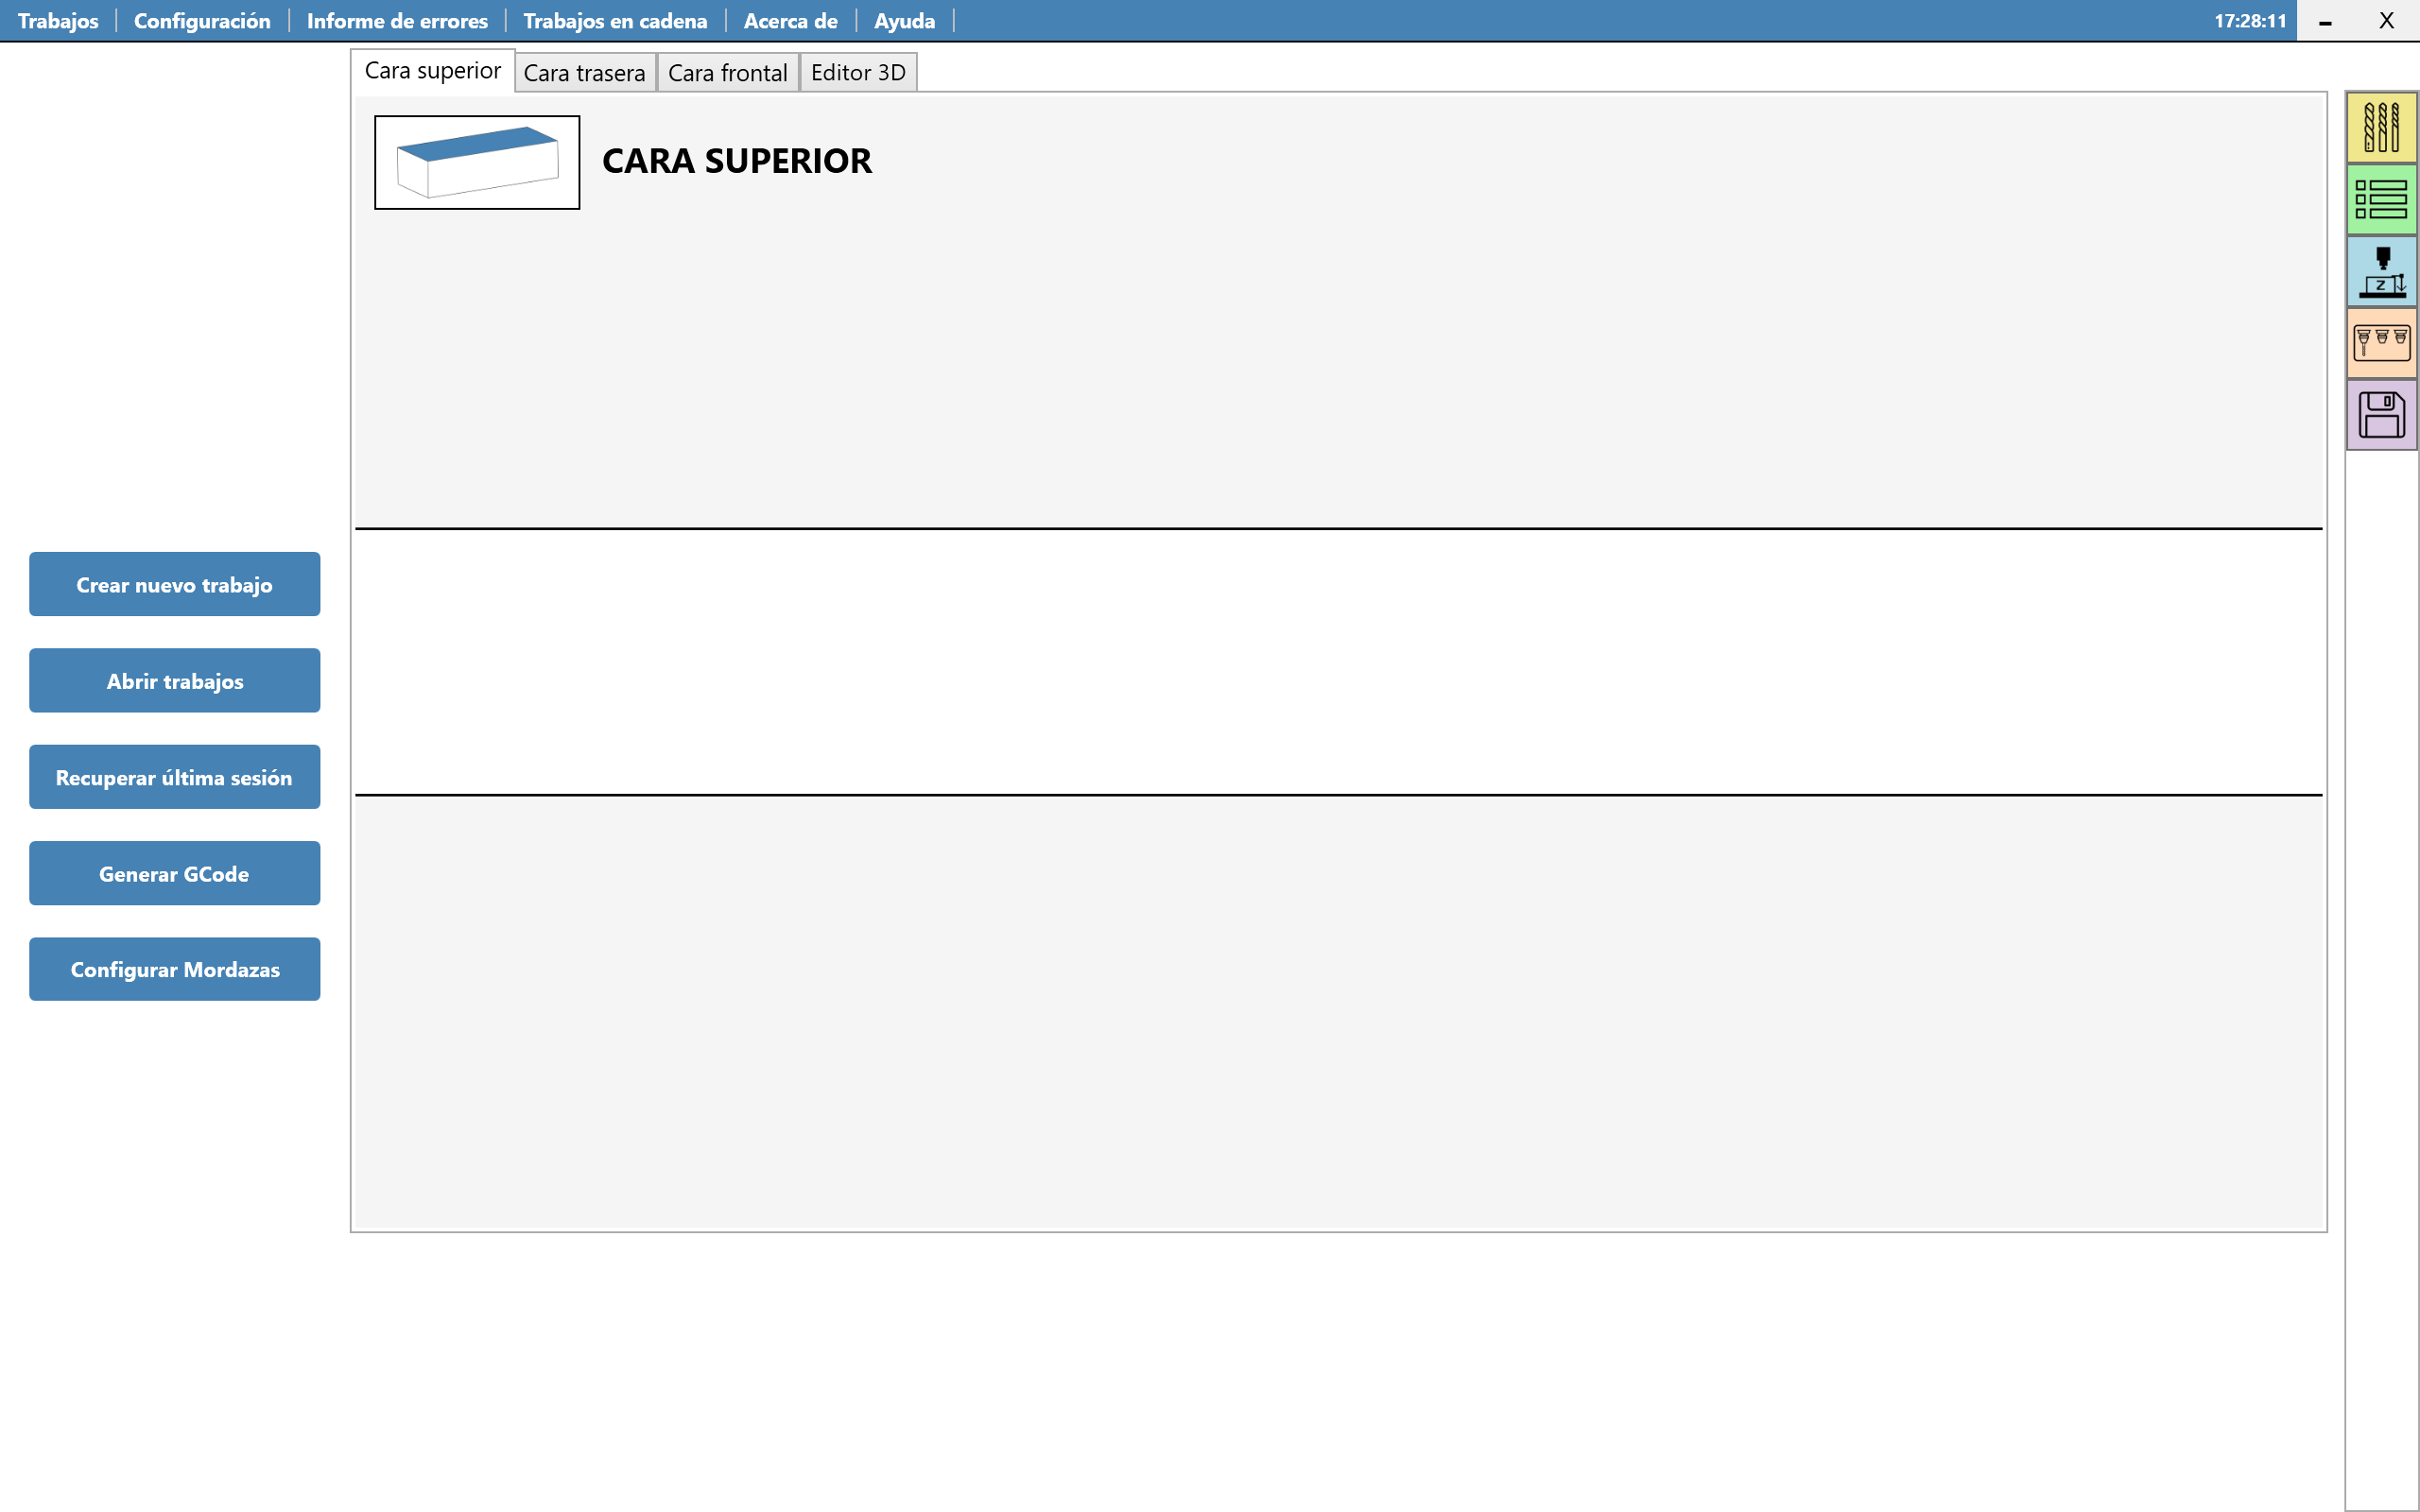 Trabajos Configuración Informe de errores Trabajos en cadena Acerca de Ayuda 17:28:11 X
Cara superior Cara trasera Cara frontal Editor 3D
CARA SUPERIOR
Z
Crear nuevo trabajo
Abrir trabajos
Recuperar última sesión
Generar GCode
Configurar Mordazas